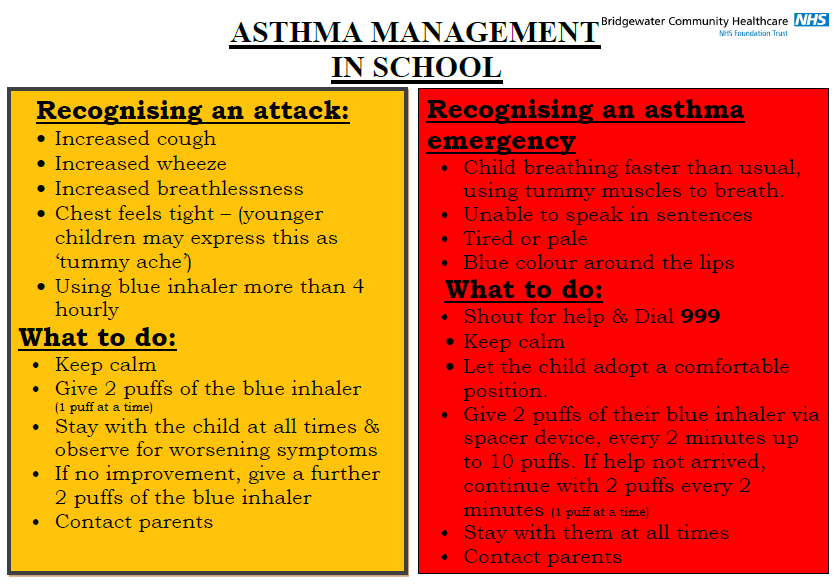 ASTHMA MANAGEMENT
IN SCHOOL
Bridgewater Community Healthcare NHS
NHS Foundation Trust
Recognising an attack:
• Increased cough
• Increased wheeze
• Increased breathlessness
• Chest feels tight – (younger
children may express this as
‘tummy ache’)
• Using blue inhaler more than 4
hourly
What to do:
• Keep calm
• Give 2 puffs of the blue inhaler
(1 puff at a time)
• Stay with the child at all times &
observe for worsening symptoms
• If no improvement, give a further
2 puffs of the blue inhaler
• Contact parents
Recognising an asthma
emergency
• Child breathing faster than usual,
using tummy muscles to breath.
• Unable to speak in sentences
• Tired or pale
• Blue colour around the lips
What to do:
• Shout for help & Dial 999
• Keep calm
• Let the child adopt a comfortable
position.
• Give 2 puffs of their blue inhaler via
spacer device, every 2 minutes up
to 10 puffs. If help not arrived,
continue with 2 puffs every 2
minutes (1 puff at a time)
• Stay with them at all times
• Contact parents